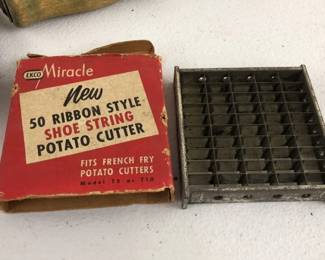 EKCO Miracle
New
50 RIBBON STYLE
SHOE STRING
POTATO CUTTER
FITS FRENCH FRY
POTATO CUTTERS